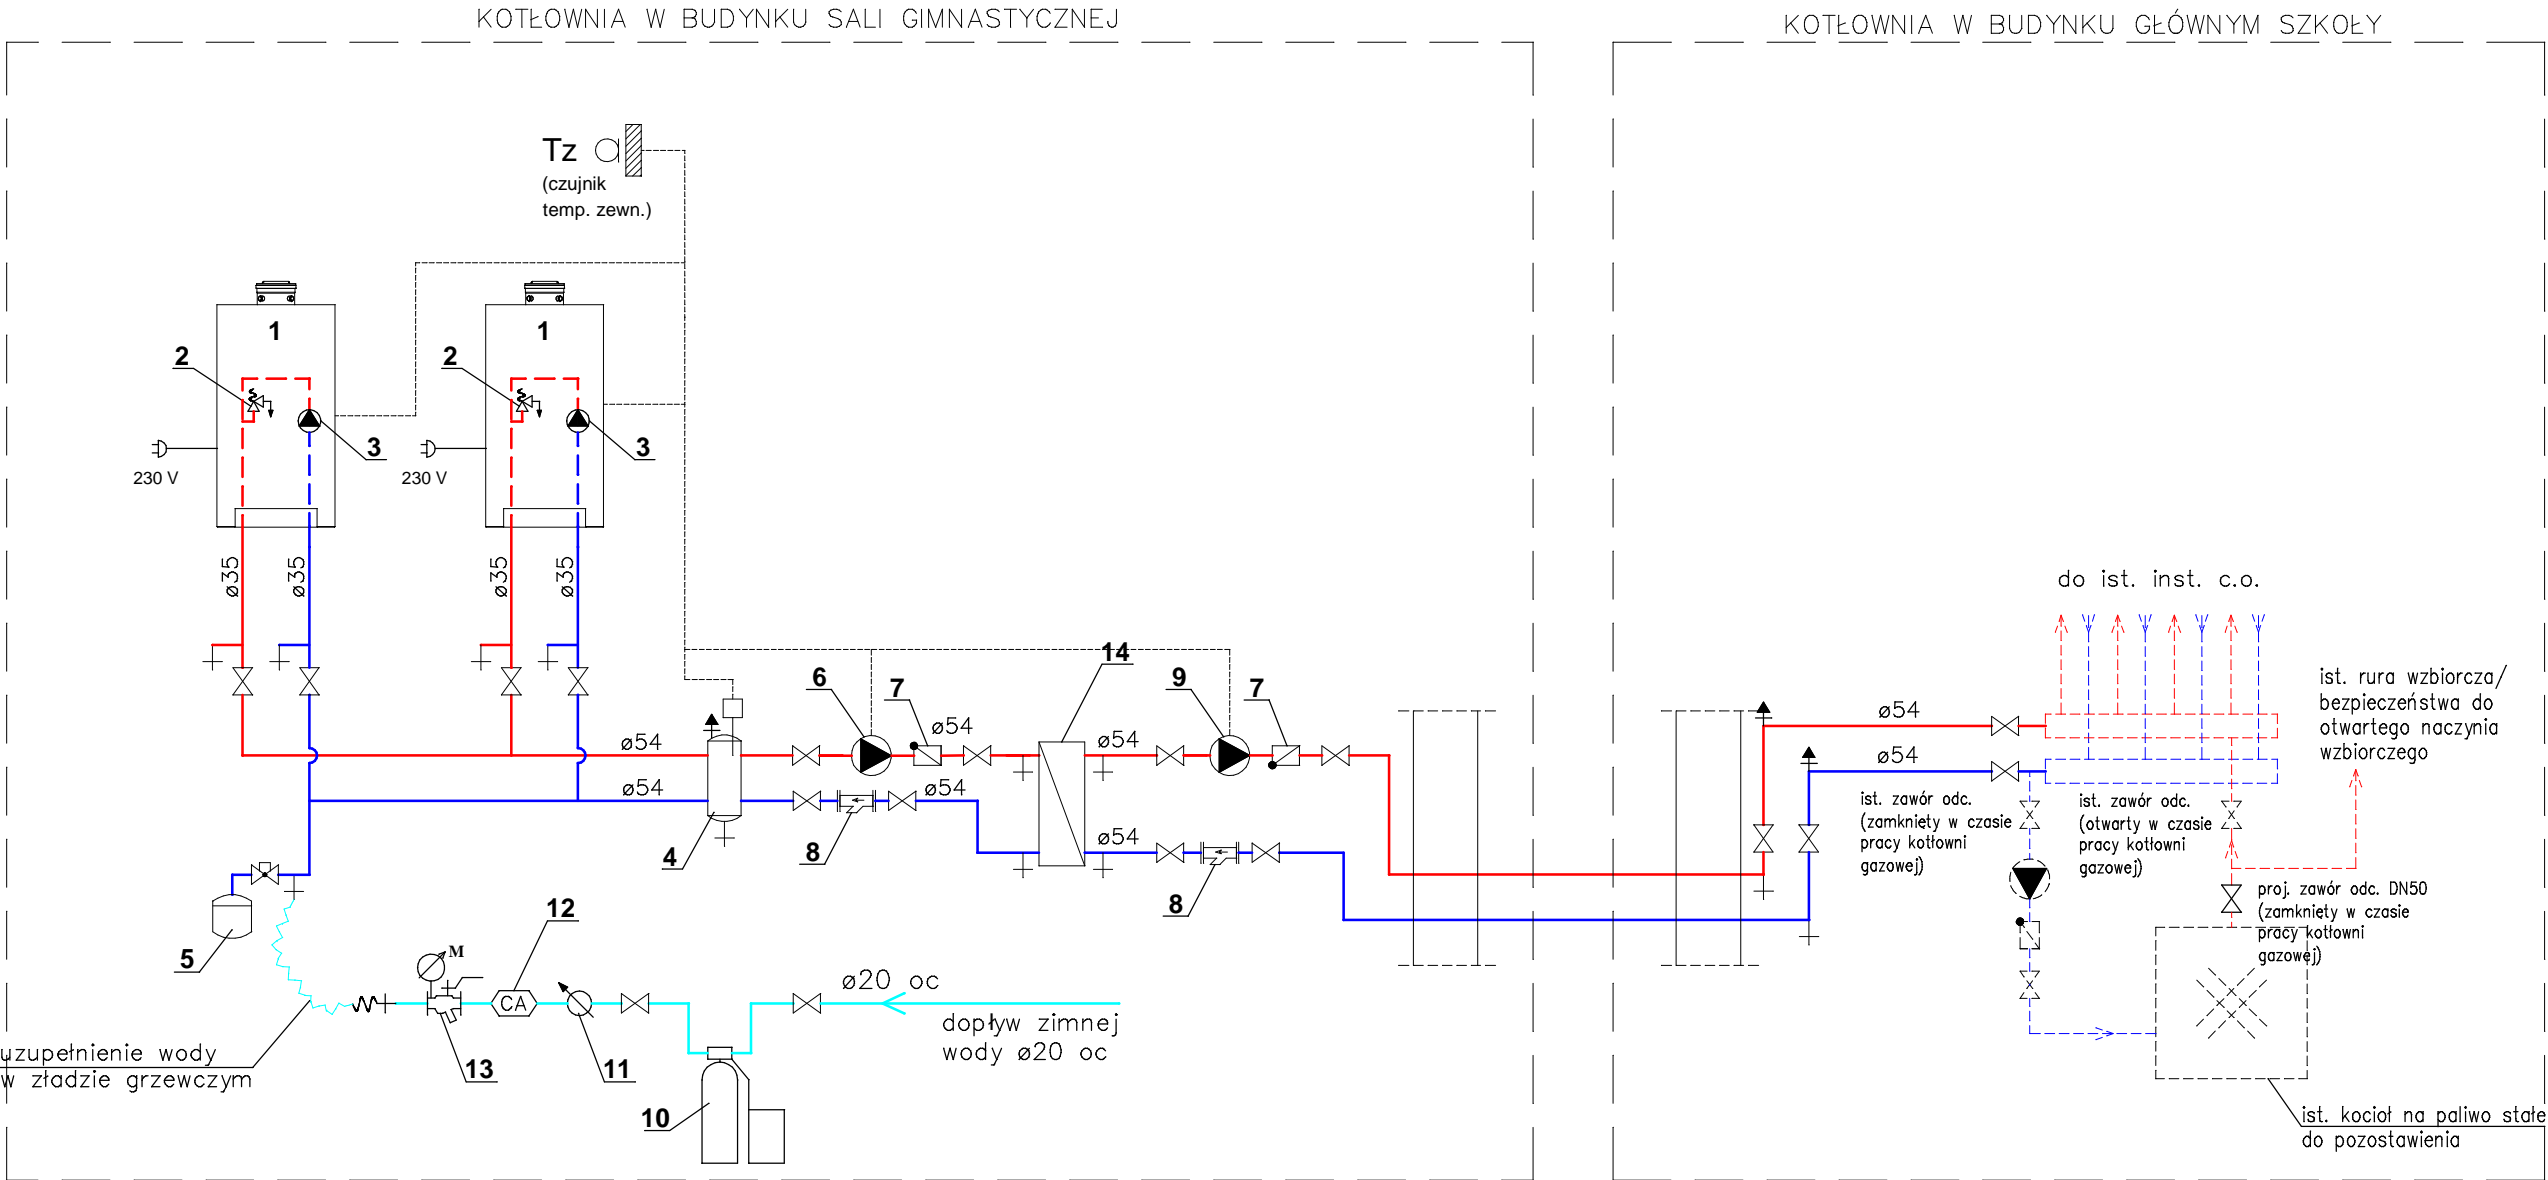 KOTŁOWNIA W BUDYNKU SALI GIMNASTYCZNEJ
KOTŁOWNIA W BUDYNKU GŁÓWNYM SZKOŁY
Tz
(czujnik
temp. zewn.)
1
1
2
2
3
3
230 V
230 V
ø35
ø35
ø35
ø35
do ist. inst. c.o.
14
6
7
9
7
ø54
ø54
ø54
ø54
ø54
ø54
ø54
ø54
ist. rura wzbiorcza/
bezpieczeństwa do
otwartego naczynia
wzbiorczego
4
8
8
ist. zawór odc.
(zamknięty w czasie
pracy kotłowni
gazowej)
ist. zawór odc.
(otwarty w czasie
pracy kotłowni
gazowej)
proj. zawór odc. DN50
(zamknięty w czasie
pracy kotłowni
gazowej)
5
12
M
CA
ø20 oc
dopływ zimnej
wody ø20 oc
uzupełnienie wody
w zładzie grzewczym
13
11
10
ist. kocioł na paliwo stałe
do pozostawienia